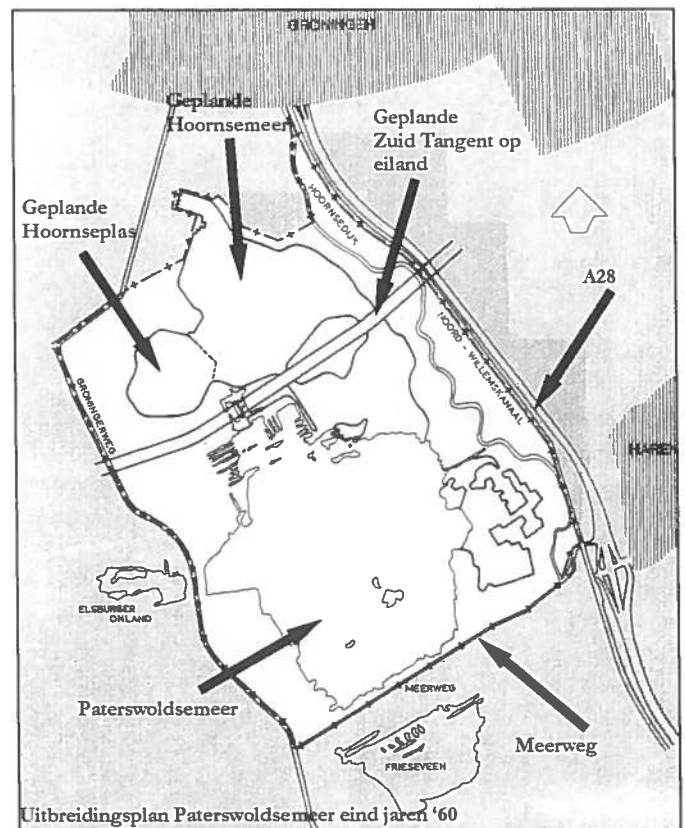 GRONINGEN
Geplande
Hoornsemeer
Geplande
Zuid Tangent op
eiland
Geplande
Hoornseplas
HOORNSEDIJK
A28
NOORD - WILLEMSKANAAL
GRONINGERWEG
HAREN
ELSBURGER
ONLAND
Paterswoldsemeer
MEERWEG
Meerweg
FRIESEVEEN
Uitbreidingsplan Paterswoldsemeer eind jaren ‘60